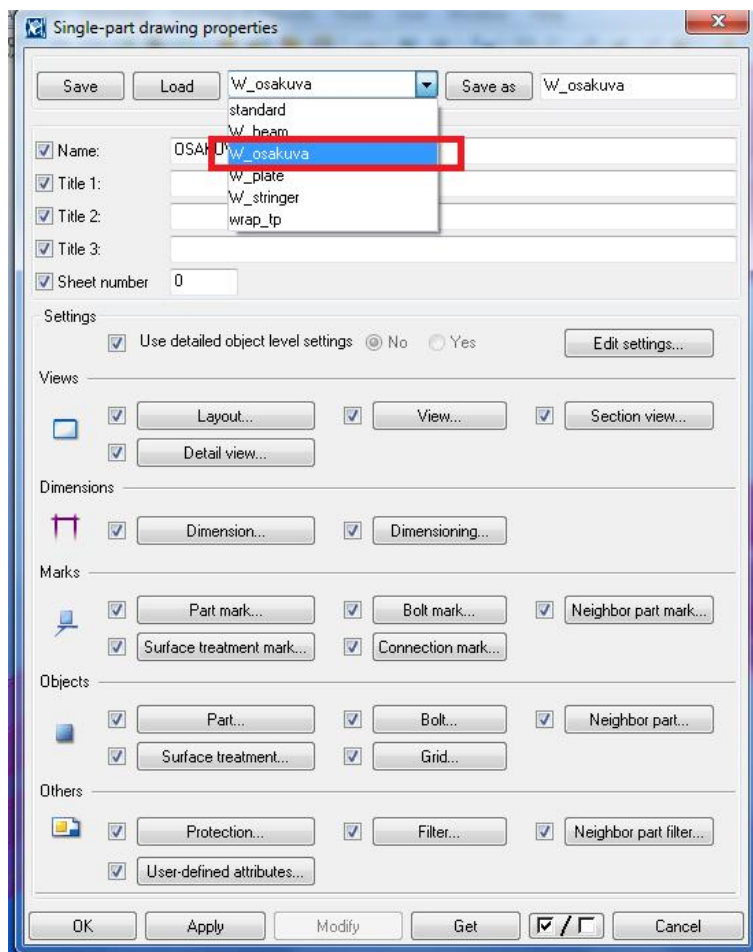 Single-part drawing properties
Save Load W_osakuva Save as W_osakuva
standard
W_beam
Name: OSAKUV
W_osakuva
Title 1:
W_plate
W_stringer
Title 2:
wrap_tp
Title 3:
Sheet number 0
Settings
Use detailed object level settings No Yes Edit settings...
Views
Layout... View... Section view...
Detail view...
Dimensions
Dimension... Dimensioning...
Marks
Part mark... Bolt mark... Neighbor part mark...
Surface treatment mark... Connection mark...
Objects
Part... Bolt... Neighbor part...
Surface treatment... Grid...
Others
Protection... Filter... Neighbor part filter...
User-defined attributes...
OK Apply Modify Get / Cancel